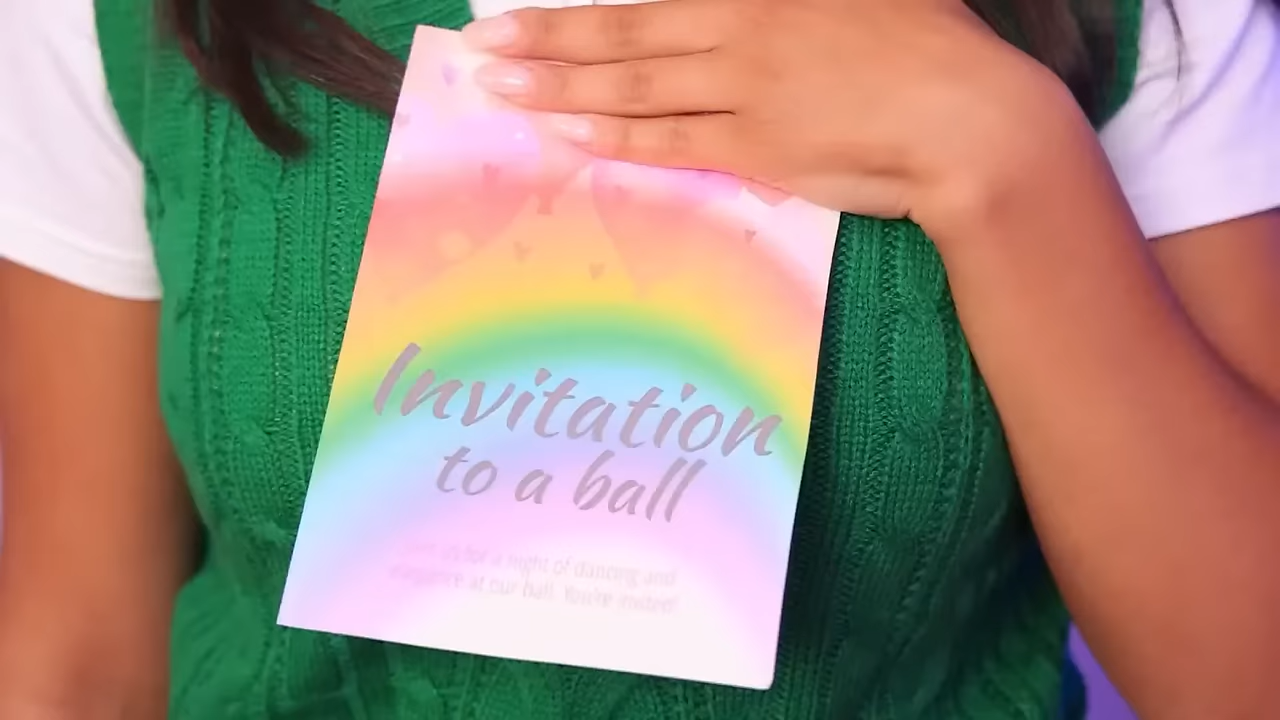 Invitation
to a ball
Join us for a night of dancing and
elegance at our ball. You're invited!